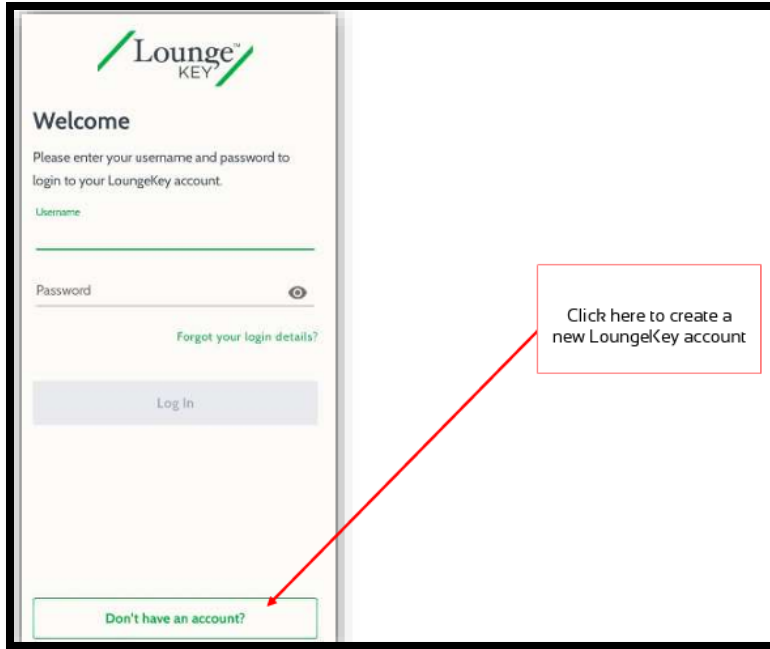 Lounge™
KEY
Welcome
Please enter your username and password to
login to your LoungeKey account.
Username
Password
Forgot your login details?
Log In
Don't have an account?
Click here to create a
new LoungeKey account